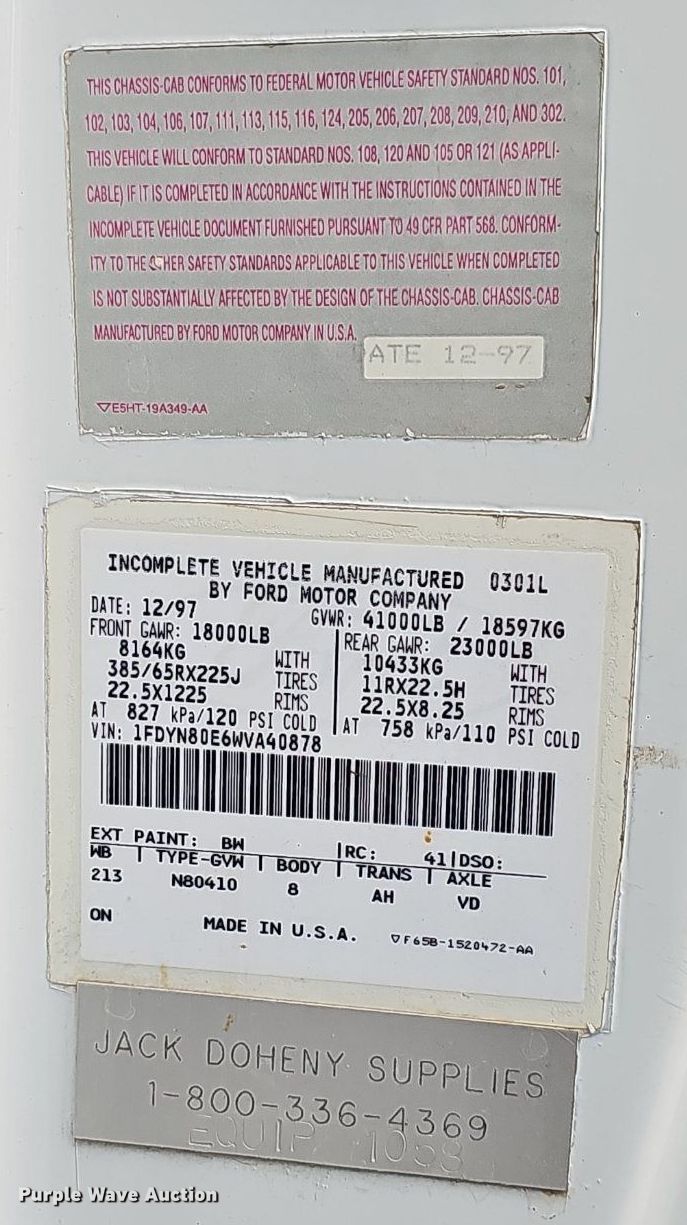 THIS CHASSIS-CAB CONFORMS TO FEDERAL MOTOR VEHICLE SAFETY STANDARD NOS. 101,
102, 103, 104, 106, 107, 111, 113, 115, 116, 124, 205, 206, 207, 208, 209, 210, AND 302.
THIS VEHICLE WILL CONFORM TO STANDARD NOS. 108, 120 AND 105 OR 121 (AS APPLI-
CABLE) IF IT IS COMPLETED IN ACCORDANCE WITH THE INSTRUCTIONS CONTAINED IN THE
INCOMPLETE VEHICLE DOCUMENT FURNISHED PURSUANT TO 49 CFR PART 568. CONFORM-
ITY TO THE OTHER SAFETY STANDARDS APPLICABLE TO THIS VEHICLE WHEN COMPLETED
IS NOT SUBSTANTIALLY AFFECTED BY THE DESIGN OF THE CHASSIS-CAB. CHASSIS-CAB
MANUFACTURED BY FORD MOTOR COMPANY IN U.S.A.
DATE 12-97
E5HT-19A349-AA
INCOMPLETE VEHICLE MANUFACTURED 0301L
BY FORD MOTOR COMPANY
DATE: 12/97 GVWR: 41000LB / 18597KG
FRONT GAWR: 18000LB REAR GAWR: 23000LB
8164KG WITH 10433KG WITH
385/65RX225J TIRES 11RX22.5H TIRES
22.5X1225 RIMS 22.5X8.25 RIMS
AT 827 kPa/120 PSI COLD AT 758 kPa/110 PSI COLD
VIN: 1FDYN80E6WVA40878
EXT PAINT: BW RC: 41 DSO:
WB TYPE-GVW BODY TRANS AXLE
213 N80410 8 AH VD
ON MADE IN U.S.A. F65B-1520472-AA
JACK DOHENY SUPPLIES
1-800-336-4369
EQUIP 1058
Purple Wave Auction